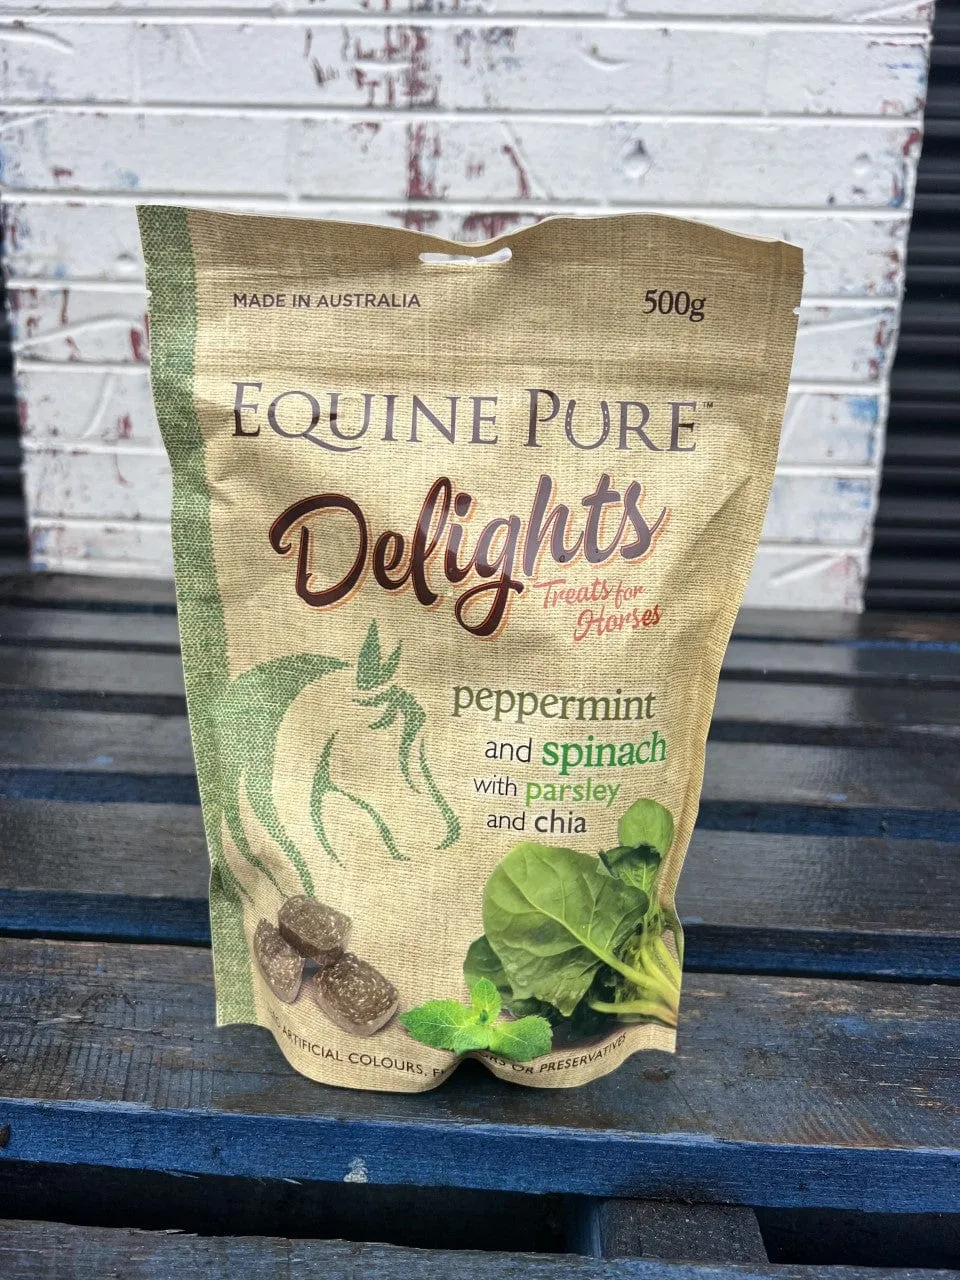 MADE IN AUSTRALIA
500g
EQUINE PURE™
Delights
Treats for
Horses
peppermint
and spinach
with parsley
and chia
ARTIFICIAL COLOURS, OR PRESERVATIVES